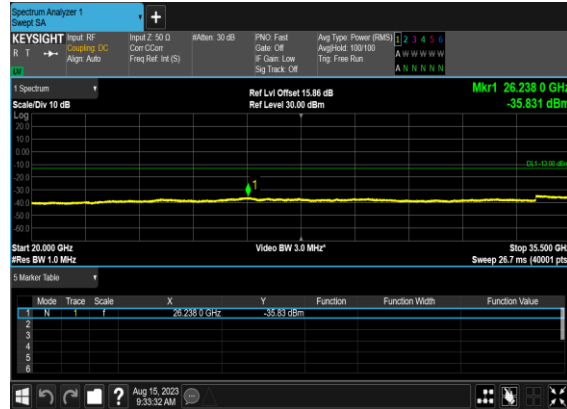 Spectrum Analyzer 1
Swept SA
+
KEYSIGHT Input: RF Input Z: 50 Ω #Atten: 30 dB PNO: Fast Avg Type: Power (RMS) 1 2 3 4 5 6
R T Coupling: DC Corr CCorr Gate: Off Avg|Hold: 100/100 A W W W W W
Align: Auto Freq Ref: Int (S) IF Gain: Low Trig: Free Run
Sig Track: Off A N N N N N
1 Spectrum Ref Lvl Offset 15.86 dB Mkr1 26.238 0 GHz
Scale/Div 10 dB Ref Level 30.00 dBm -35.831 dBm
Log
20.0
10.0
0.00
-10.0
DL1 -13.00 dBm
-20.0
1
-30.0
-40.0
-50.0
-60.0
Start 20.000 GHz Video BW 3.0 MHz* Stop 35.500 GHz
#Res BW 1.0 MHz Sweep 26.7 ms (40001 pts)
5 Marker Table
Mode Trace Scale X Y Function Function Width Function Value
1 N 1 f 26.238 0 GHz -35.83 dBm
2
3
4
5
6
? Aug 15, 2023
9:33:32 AM